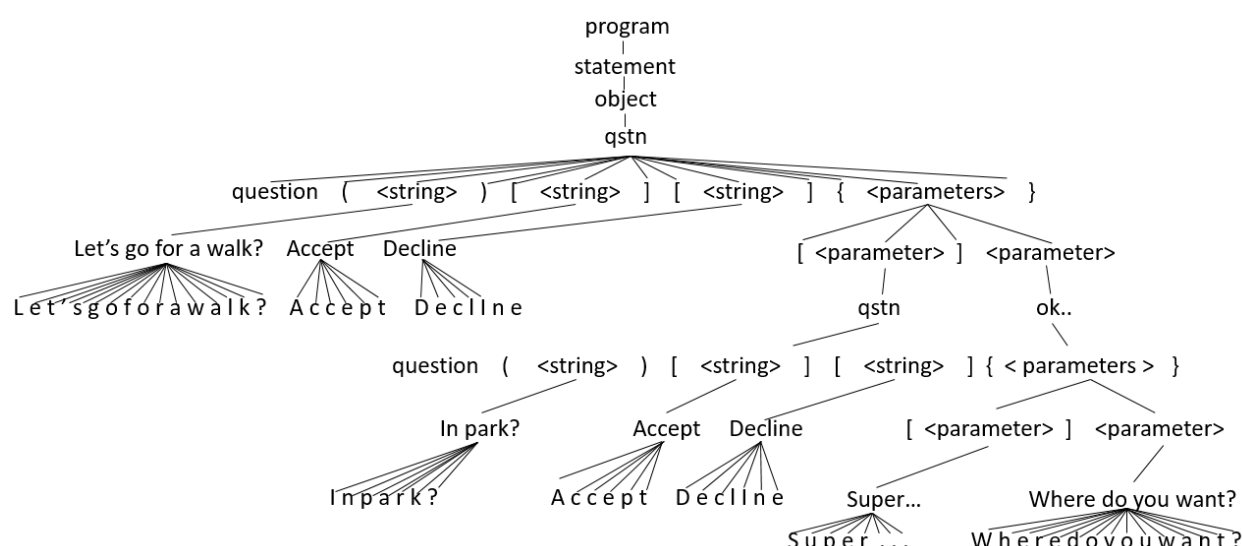 program
statement
object
qstn
question ( <string> ) [ <string> ] [ <string> ] { <parameters> }
Let's go for a walk? Accept Decline [ <parameter> ] <parameter>
L e t ' s g o f o r a w a l k ? A c c e p t D e c l I n e qstn ok..
question ( <string> ) [ <string> ] [ <string> ] { < parameters > }
In park? Accept Decline [ <parameter> ] <parameter>
I n p a r k ? A c c e p t D e c l I n e Super... Where do you want?
S u p e r . . . W h e r e d o y o u w a n t ?